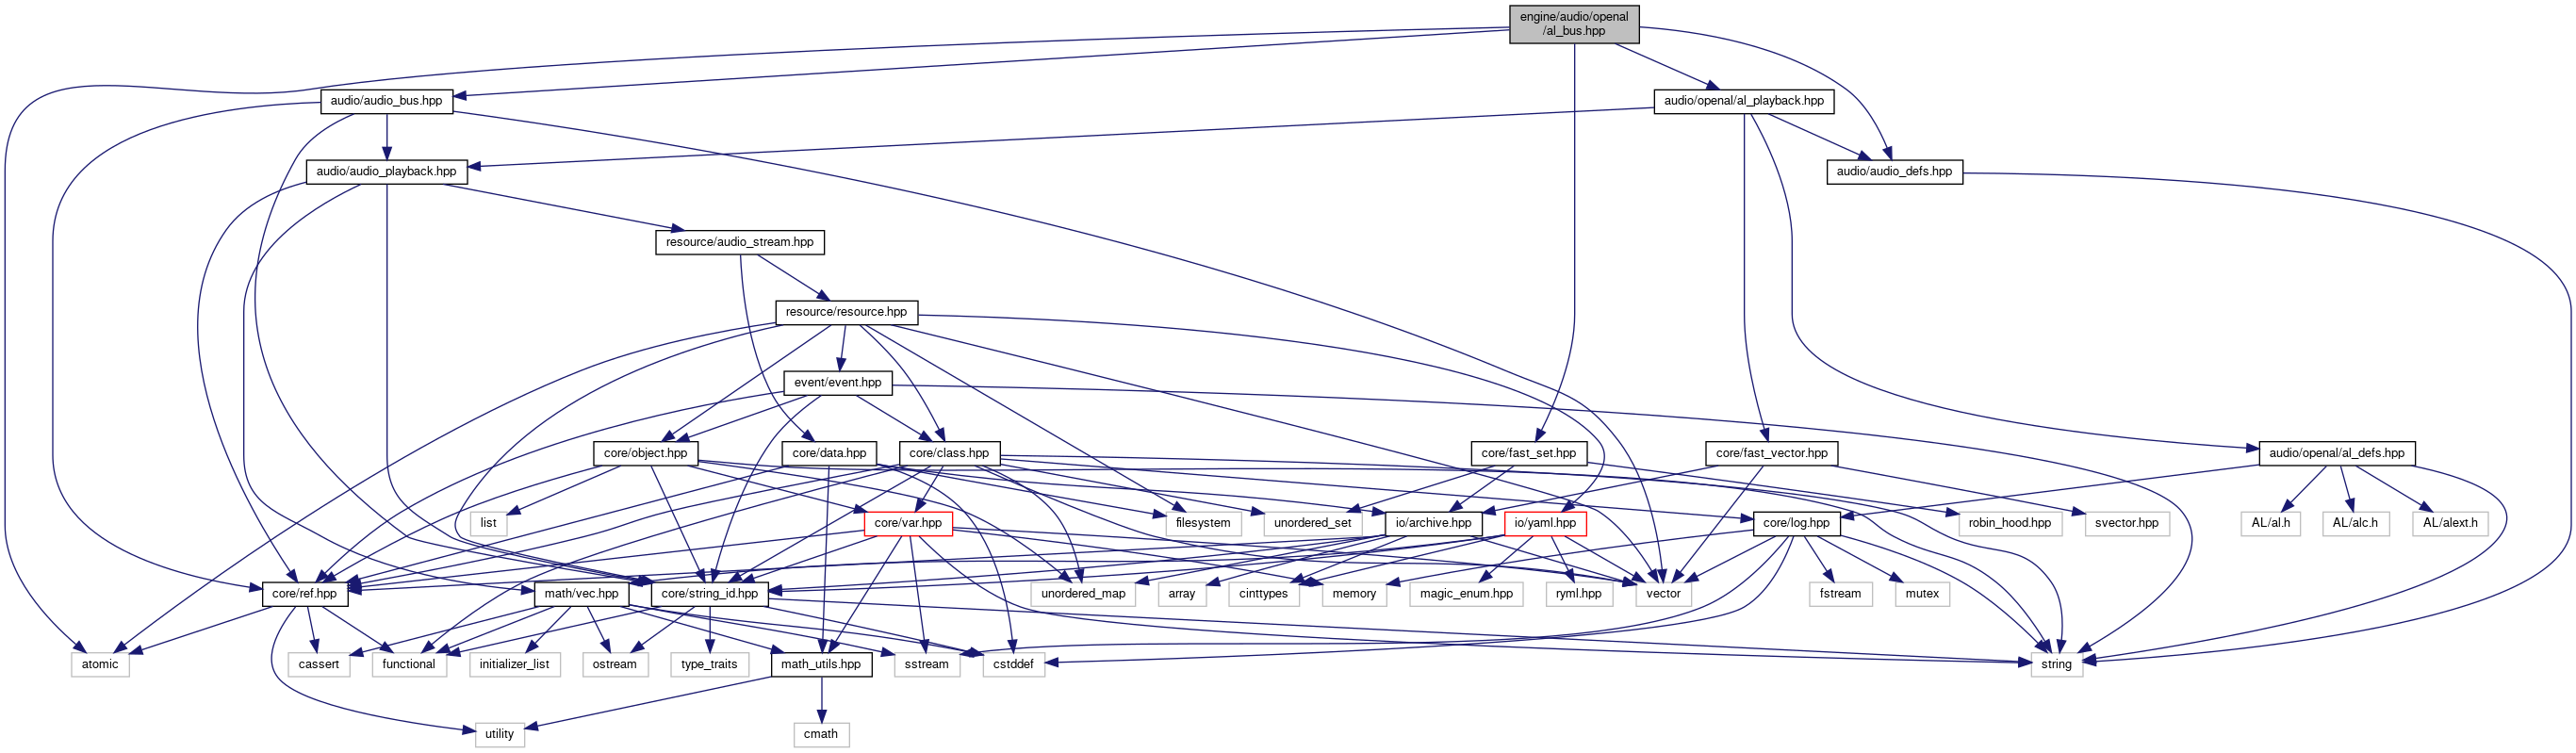 engine/audio/openal
/al_bus.hpp
audio/audio_bus.hpp
audio/openal/al_playback.hpp
audio/audio_playback.hpp
audio/audio_defs.hpp
resource/audio_stream.hpp
resource/resource.hpp
event/event.hpp
core/object.hpp
core/data.hpp
core/class.hpp
core/fast_set.hpp
core/fast_vector.hpp
audio/openal/al_defs.hpp
list
core/var.hpp
filesystem
unordered_set
io/archive.hpp
io/yaml.hpp
core/log.hpp
robin_hood.hpp
svector.hpp
AL/al.h
AL/alc.h
AL/alext.h
core/ref.hpp
math/vec.hpp
core/string_id.hpp
unordered_map
array
cinttypes
memory
magic_enum.hpp
ryml.hpp
vector
fstream
mutex
atomic
cassert
functional
initializer_list
ostream
type_traits
math_utils.hpp
sstream
cstddef
string
utility
cmath